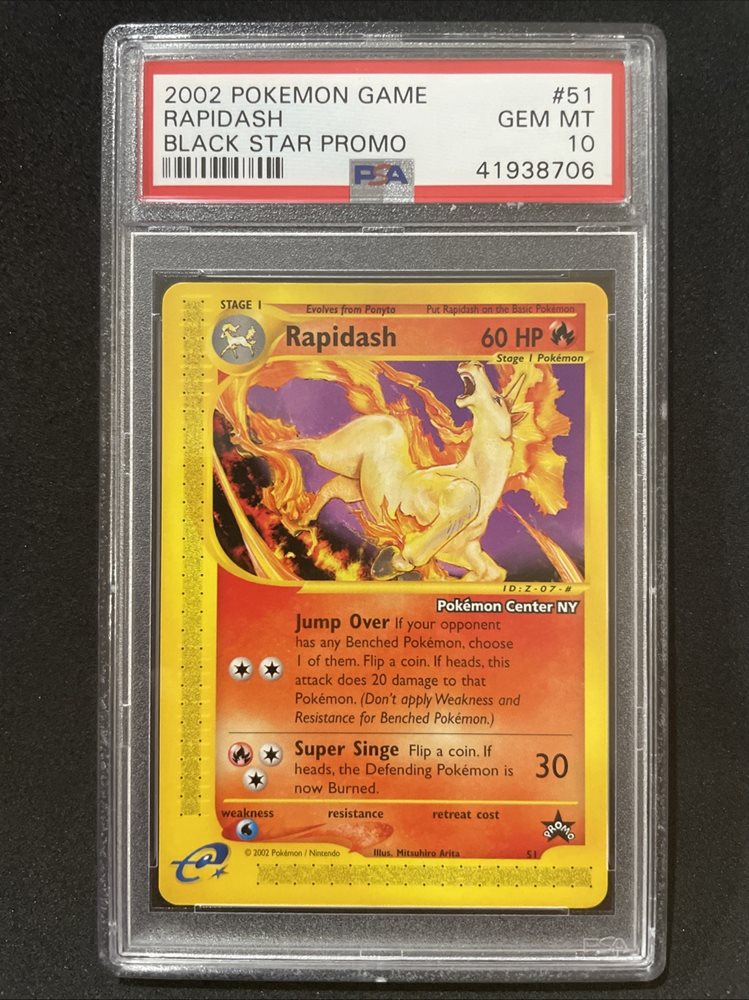 2002 POKEMON GAME #51
RAPIDASH GEM MT
BLACK STAR PROMO 10
PSA 41938706
STAGE 1 Evolves from Ponyta Put Rapidash on the Basic Pokémon
Rapidash 60 HP
Stage 1 Pokémon
ID:Z-07-#
Pokémon Center NY
Jump Over If your opponent
has any Benched Pokémon, choose
1 of them. Flip a coin. If heads, this
attack does 20 damage to that
Pokémon. (Don't apply Weakness and
Resistance for Benched Pokémon.)
Super Singe Flip a coin. If
heads, the Defending Pokémon is 30
now Burned.
weakness resistance retreat cost
PROMO
© 2002 Pokémon / Nintendo Illus. Mitsuhiro Arita 51
e
PSA